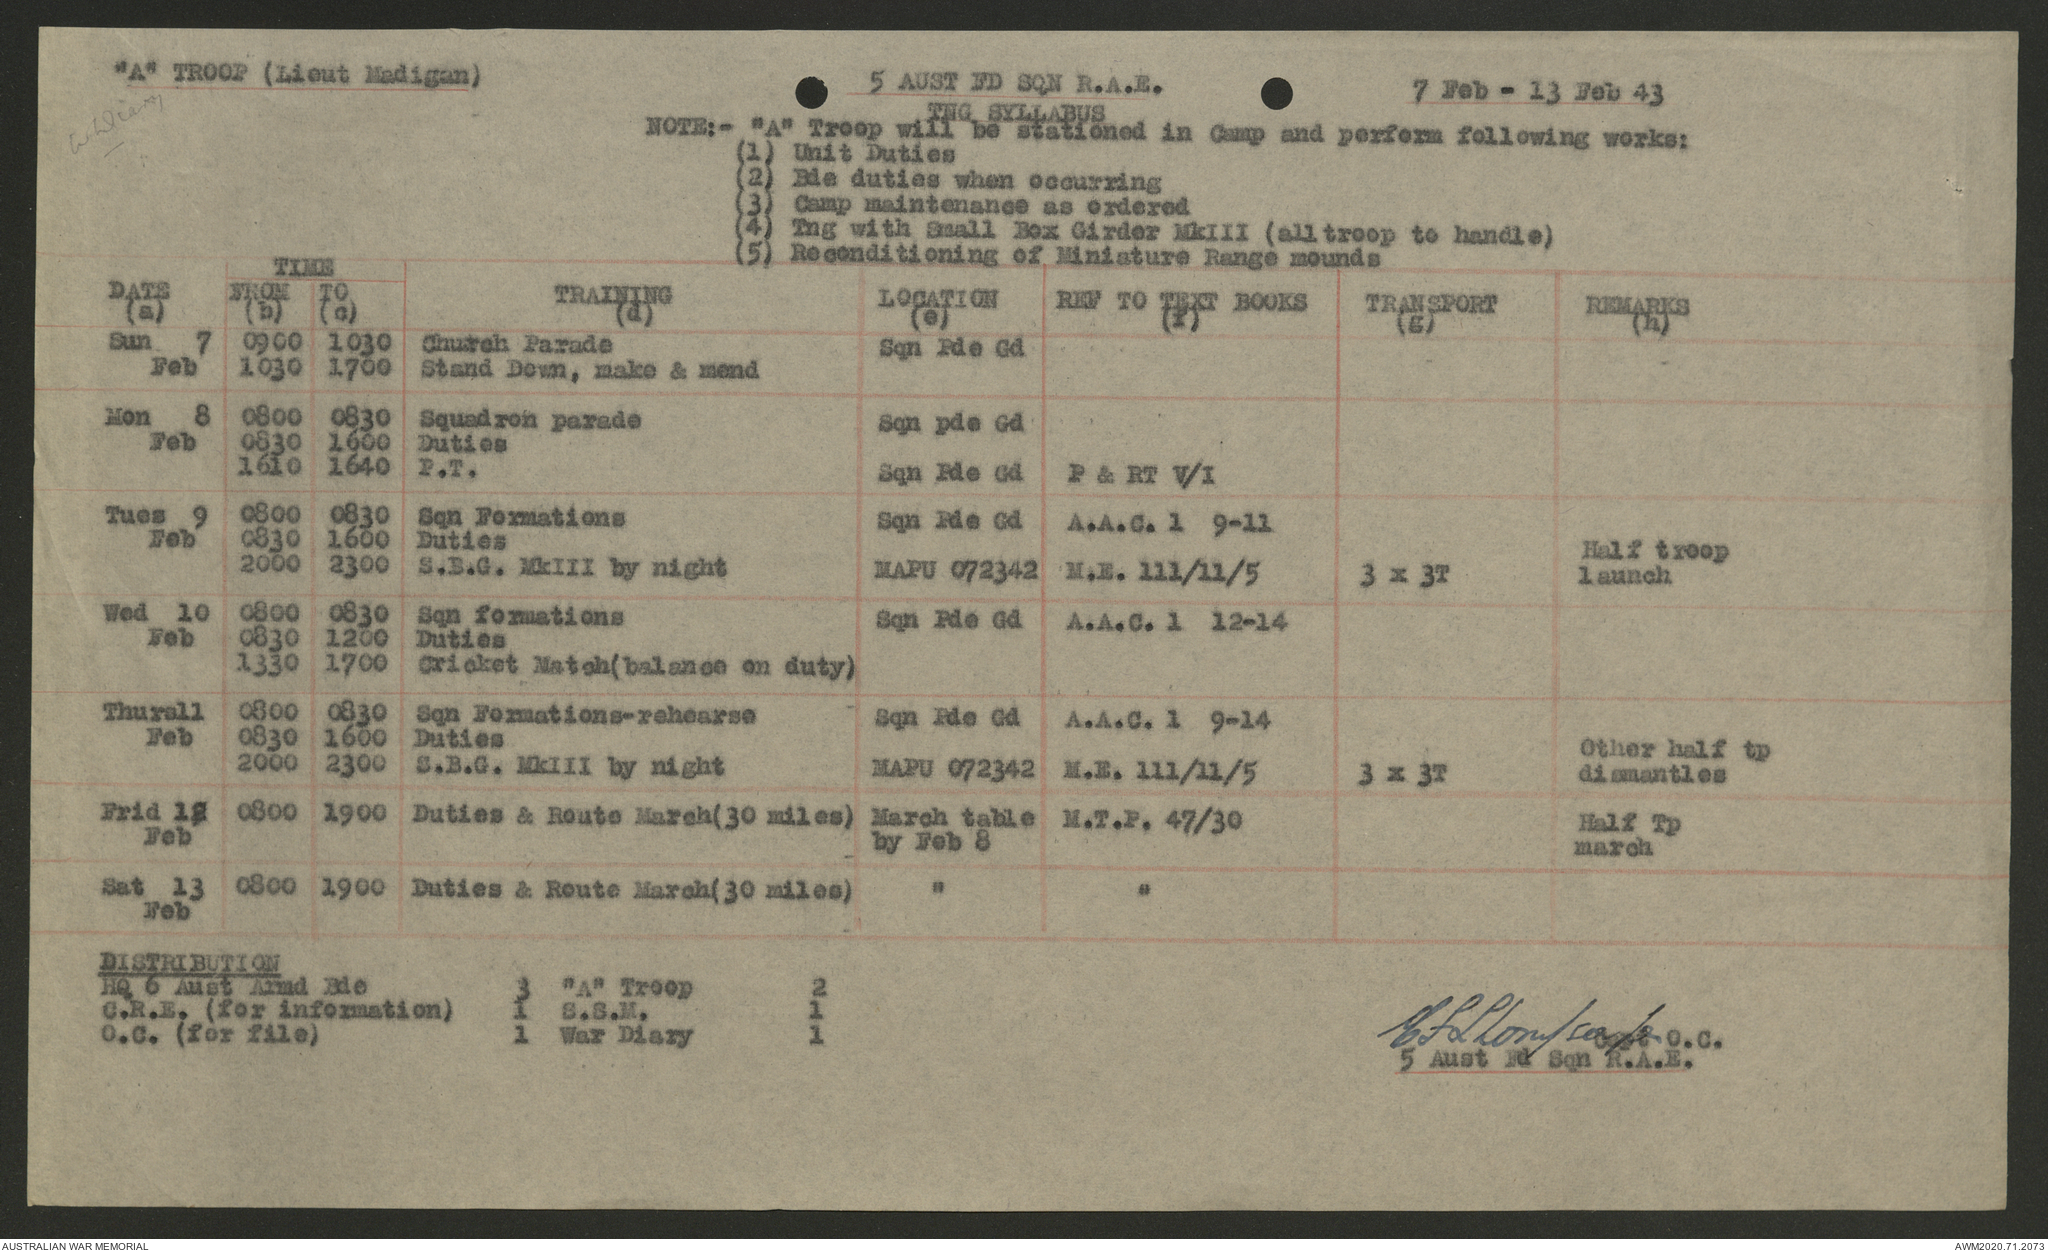 "A" TROOP (Lieut Madigan)
W Diary
5 AUST FD SQN R.A.E.
7 Feb - 13 Feb 43
TNG SYLLABUS
NOTE:- "A" Troop will be stationed in Camp and perform following works:
(1) Unit Duties
(2) Bde duties when occurring
(3) Camp maintenance as ordered
(4) Tng with Small Box Girder MkIII (all troop to handle)
(5) Reconditioning of Miniature Range mounds
TIME
DATE FROM TO TRAINING LOCATION REF TO TEXT BOOKS TRANSPORT REMARKS
(a) (b) (c) (d) (e) (f) (g) (h)
Sun 7 0900 1030 Church Parade Sqn Pde Gd
Feb 1030 1700 Stand Down, make & mend
Mon 8 0800 0830 Squadron parade Sqn pde Gd
Feb 0830 1600 Duties
1610 1640 P.T. Sqn Pde Gd P & RT V/I
Tues 9 0800 0830 Sqn Formations Sqn Pde Gd A.A.C. 1 9-11
Feb 0830 1600 Duties Half troop
2000 2300 S.B.G. MkIII by night MAPU 072342 M.E. 111/11/5 3 x 3T launch
Wed 10 0800 0830 Sqn formations Sqn Pde Gd A.A.C. 1 12-14
Feb 0830 1200 Duties
1330 1700 Cricket Match(balance on duty)
Thurs11 0800 0830 Sqn Formations-rehearse Sqn Pde Gd A.A.C. 1 9-14
Feb 0830 1600 Duties Other half tp
2000 2300 S.B.G. MkIII by night MAPU 072342 M.E. 111/11/5 3 x 3T dismantles
Frid 12 0800 1900 Duties & Route March(30 miles) March table M.T.P. 47/30 Half Tp
Feb by Feb 8 march
Sat 13 0800 1900 Duties & Route March(30 miles) " "
Feb
DISTRIBUTION
HQ 6 Aust Armd Bde 3 "A" Troop 2
C.R.E. (for information) 1 S.S.M. 1
O.C. (for file) 1 War Diary 1
Capt O.C.
5 Aust Fd Sqn R.A.E.
AUSTRALIAN WAR MEMORIAL
AWM2020.71.2073